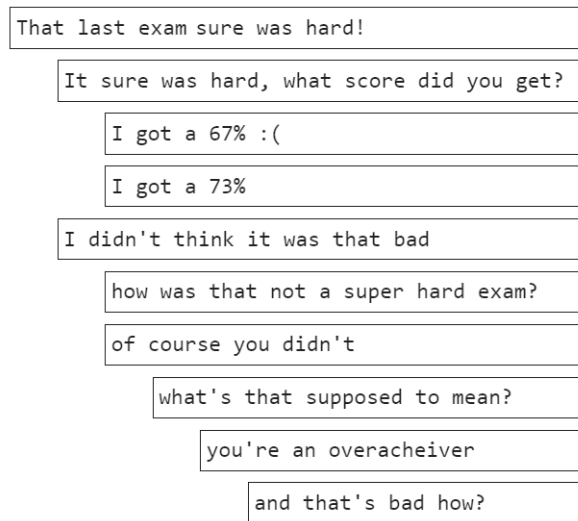 That last exam sure was hard!
It sure was hard, what score did you get?
I got a 67% :(
I got a 73%
I didn't think it was that bad
how was that not a super hard exam?
of course you didn't
what's that supposed to mean?
you're an overacheiver
and that's bad how?